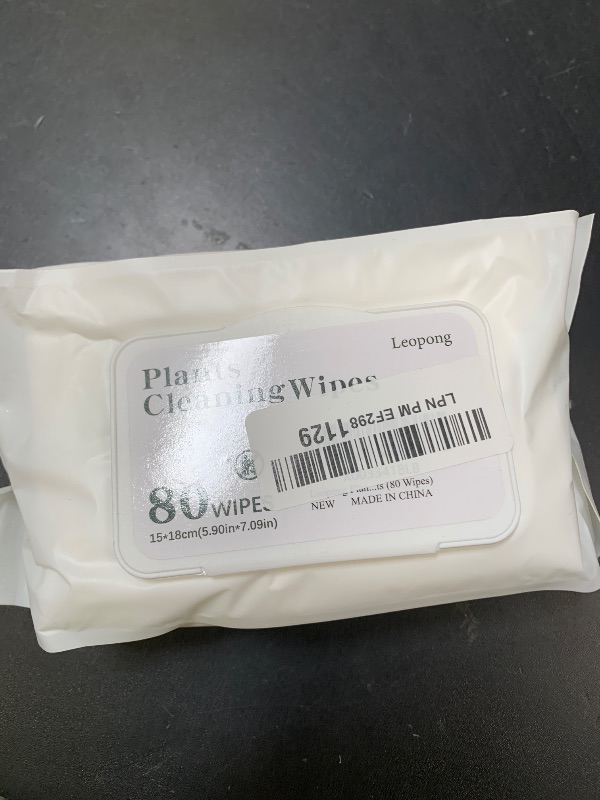 Leopong
Plants
Cleaning Wipes
LPN PM EF298 1129
80 WIPES
15*18cm(5.90in*7.09in)
(80 Wipes)
NEW MADE IN CHINA